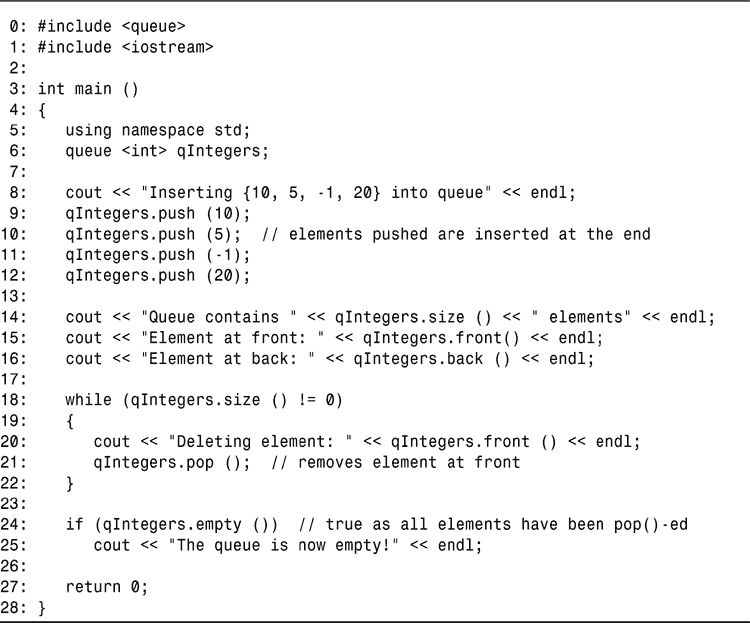 0: #include <queue>
1: #include <iostream>
2:
3: int main ()
4: {
5:    using namespace std;
6:    queue <int> qIntegers;
7:
8:    cout << "Inserting {10, 5, -1, 20} into queue" << endl;
9:    qIntegers.push (10);
10:    qIntegers.push (5);  // elements pushed are inserted at the end
11:    qIntegers.push (-1);
12:    qIntegers.push (20);
13:
14:    cout << "Queue contains " << qIntegers.size () << " elements" << endl;
15:    cout << "Element at front: " << qIntegers.front() << endl;
16:    cout << "Element at back: " << qIntegers.back () << endl;
17:
18:    while (qIntegers.size () != 0)
19:    {
20:       cout << "Deleting element: " << qIntegers.front () << endl;
21:       qIntegers.pop ();  // removes element at front
22:    }
23:
24:    if (qIntegers.empty ())  // true as all elements have been pop()-ed
25:       cout << "The queue is now empty!" << endl;
26:
27:    return 0;
28: }